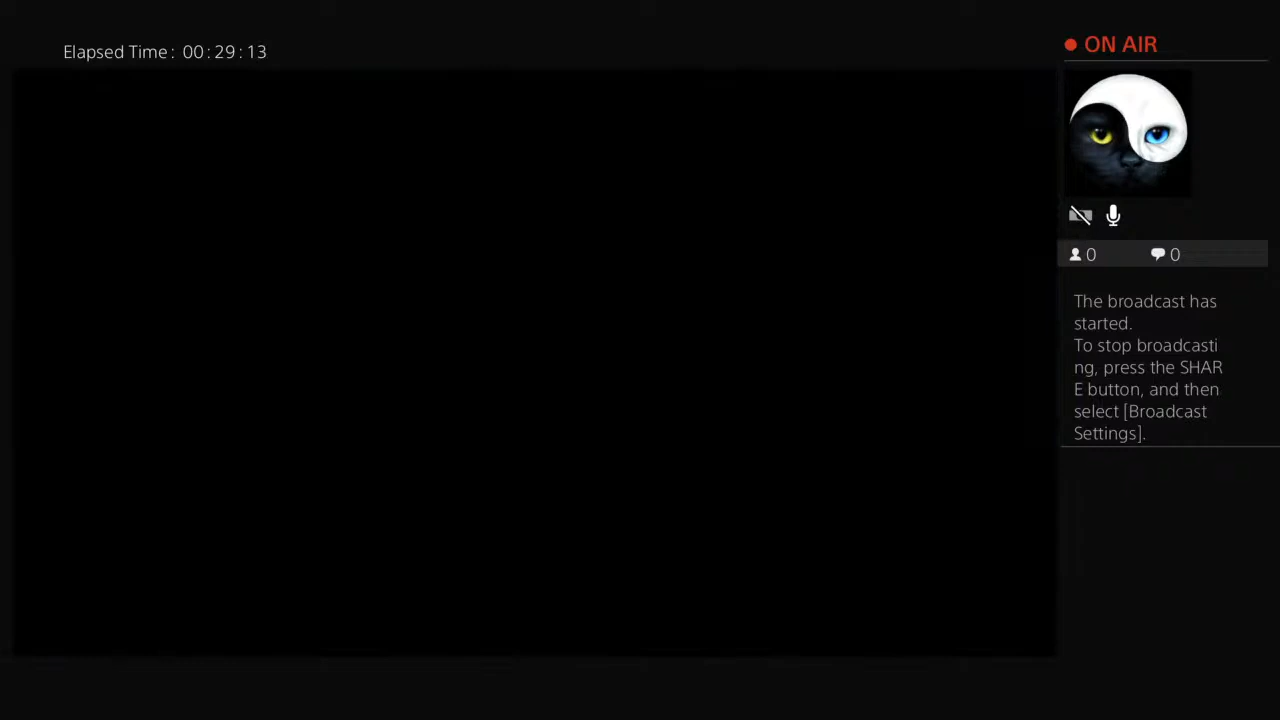 Elapsed Time: 00:29:13
ON AIR
0 0
The broadcast has
started.
To stop broadcasti
ng, press the SHAR
E button, and then
select [Broadcast
Settings].